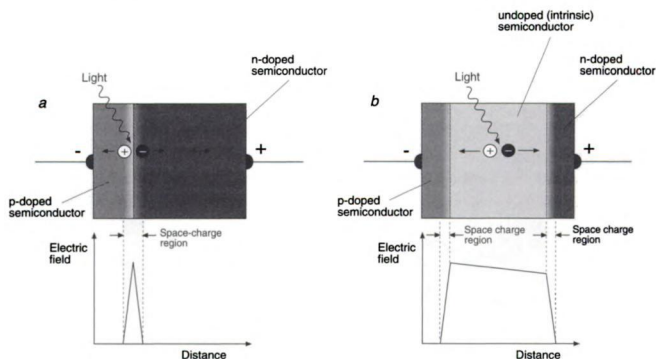 a
Light
n-doped
semiconductor
-
+
+
-
p-doped
semiconductor
Space-charge
region
Electric
field
Distance
b
undoped (intrinsic)
semiconductor
Light
n-doped
semiconductor
-
+
+
-
p-doped
semiconductor
Space charge
region
Space charge
region
Electric
field
Distance